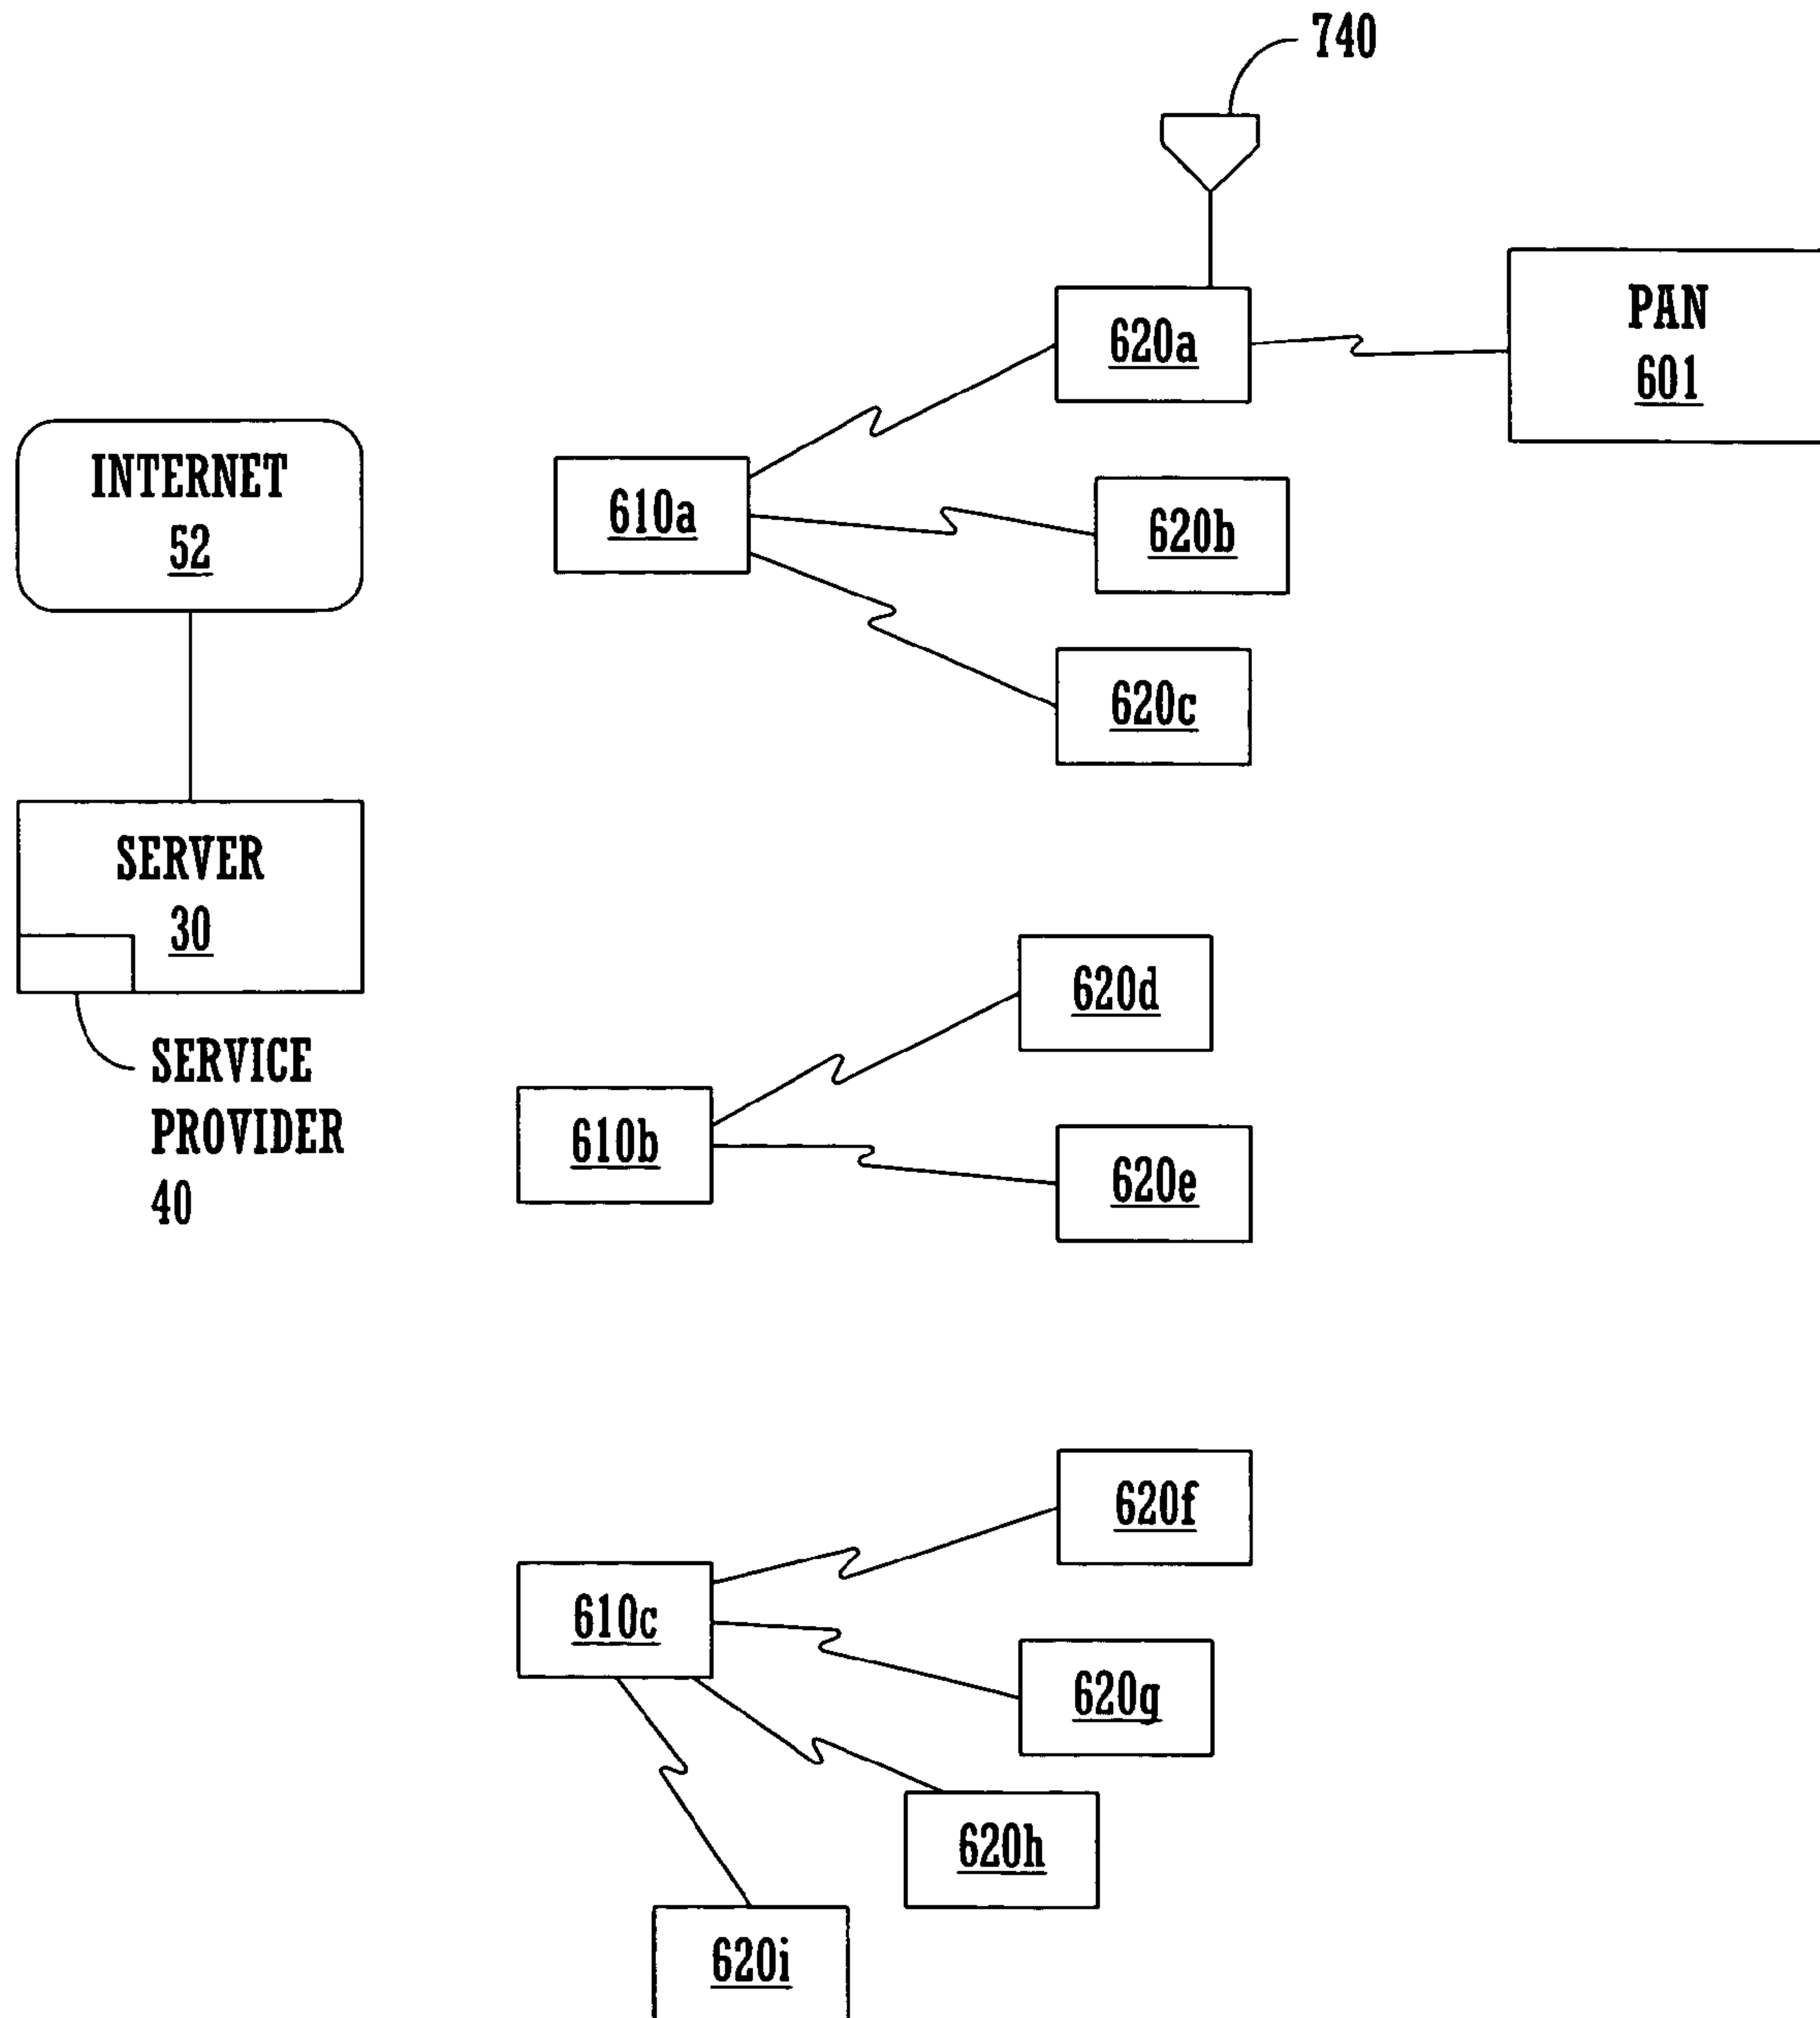 740
620a
PAN
601
INTERNET
52
610a
620b
620c
SERVER
30
SERVICE
PROVIDER
40
620d
610b
620e
620f
610c
620g
620h
620i